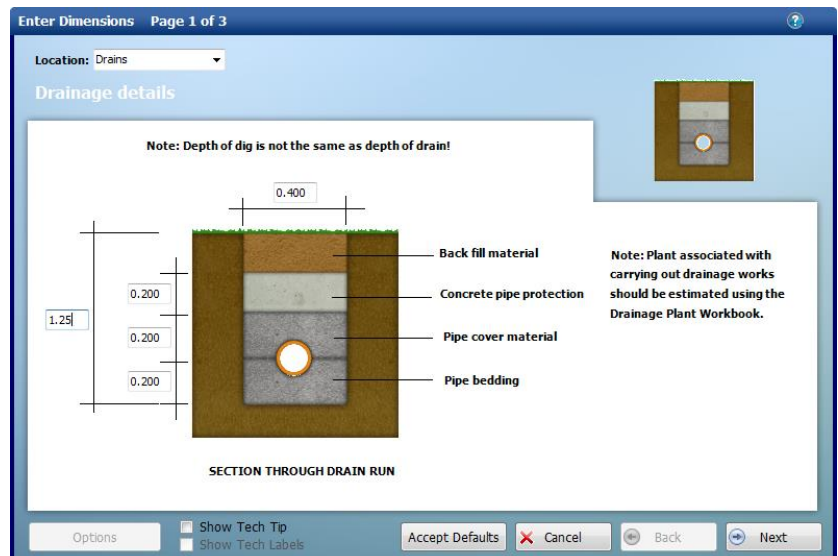 Enter Dimensions Page 1 of 3
Location: Drains
Drainage details
Note: Depth of dig is not the same as depth of drain!
0.400
Back fill material
Note: Plant associated with
carrying out drainage works
should be estimated using the
Drainage Plant Workbook.
0.200
Concrete pipe protection
1.25
0.200
Pipe cover material
0.200
Pipe bedding
SECTION THROUGH DRAIN RUN
Options
Show Tech Tip
Show Tech Labels
Accept Defaults
Cancel
Back
Next